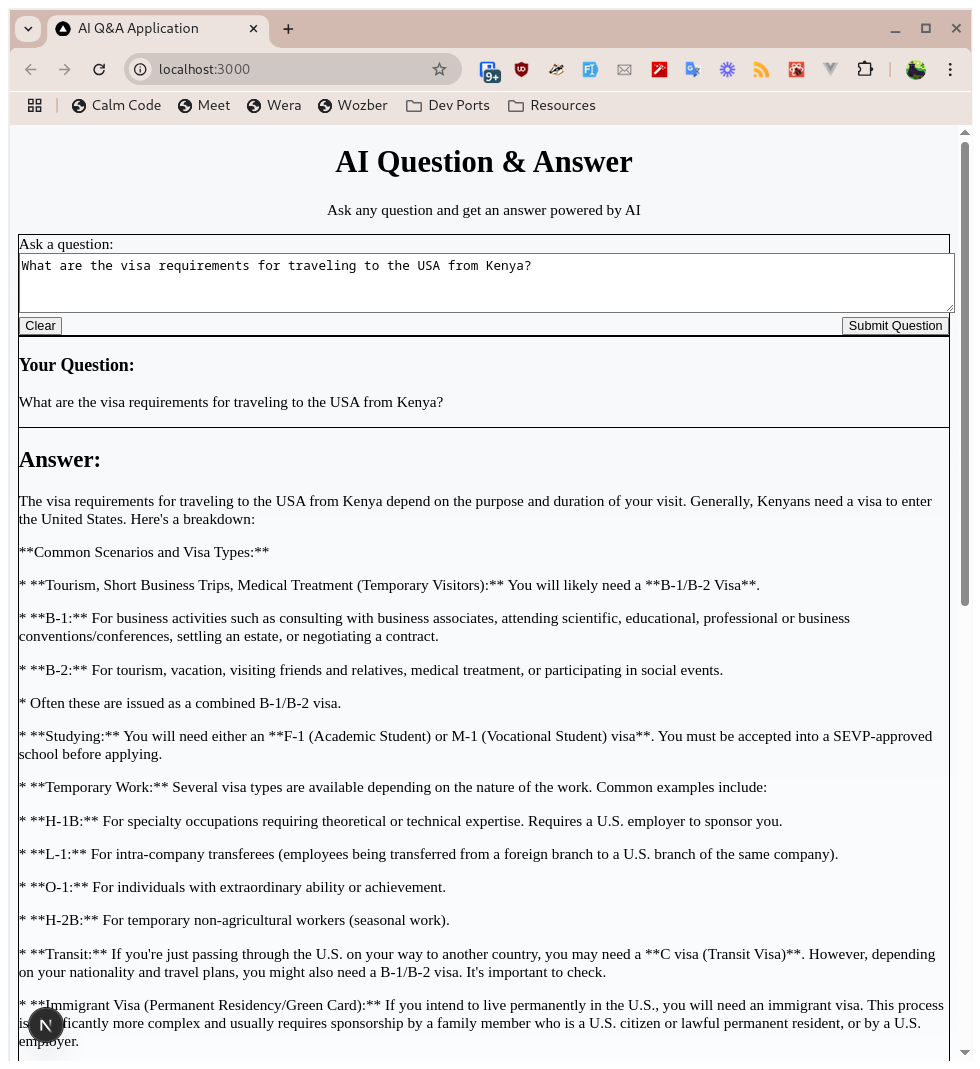 AI Q&A Application
localhost:3000
9+
Calm Code
Meet
Wera
Wozber
Dev Ports
Resources
AI Question & Answer
Ask any question and get an answer powered by AI
Ask a question:
What are the visa requirements for traveling to the USA from Kenya?
Clear
Submit Question
Your Question:
What are the visa requirements for traveling to the USA from Kenya?
Answer:
The visa requirements for traveling to the USA from Kenya depend on the purpose and duration of your visit. Generally, Kenyans need a visa to enter
the United States. Here's a breakdown:
**Common Scenarios and Visa Types:**
* **Tourism, Short Business Trips, Medical Treatment (Temporary Visitors):** You will likely need a **B-1/B-2 Visa**.
* **B-1:** For business activities such as consulting with business associates, attending scientific, educational, professional or business
conventions/conferences, settling an estate, or negotiating a contract.
* **B-2:** For tourism, vacation, visiting friends and relatives, medical treatment, or participating in social events.
* Often these are issued as a combined B-1/B-2 visa.
* **Studying:** You will need either an **F-1 (Academic Student) or M-1 (Vocational Student) visa**. You must be accepted into a SEVP-approved
school before applying.
* **Temporary Work:** Several visa types are available depending on the nature of the work. Common examples include:
* **H-1B:** For specialty occupations requiring theoretical or technical expertise. Requires a U.S. employer to sponsor you.
* **L-1:** For intra-company transferees (employees being transferred from a foreign branch to a U.S. branch of the same company).
* **O-1:** For individuals with extraordinary ability or achievement.
* **H-2B:** For temporary non-agricultural workers (seasonal work).
* **Transit:** If you're just passing through the U.S. on your way to another country, you may need a **C visa (Transit Visa)**. However, depending
on your nationality and travel plans, you might also need a B-1/B-2 visa. It's important to check.
* **Immigrant Visa (Permanent Residency/Green Card):** If you intend to live permanently in the U.S., you will need an immigrant visa. This process
is significantly more complex and usually requires sponsorship by a family member who is a U.S. citizen or lawful permanent resident, or by a U.S.
employer.
N